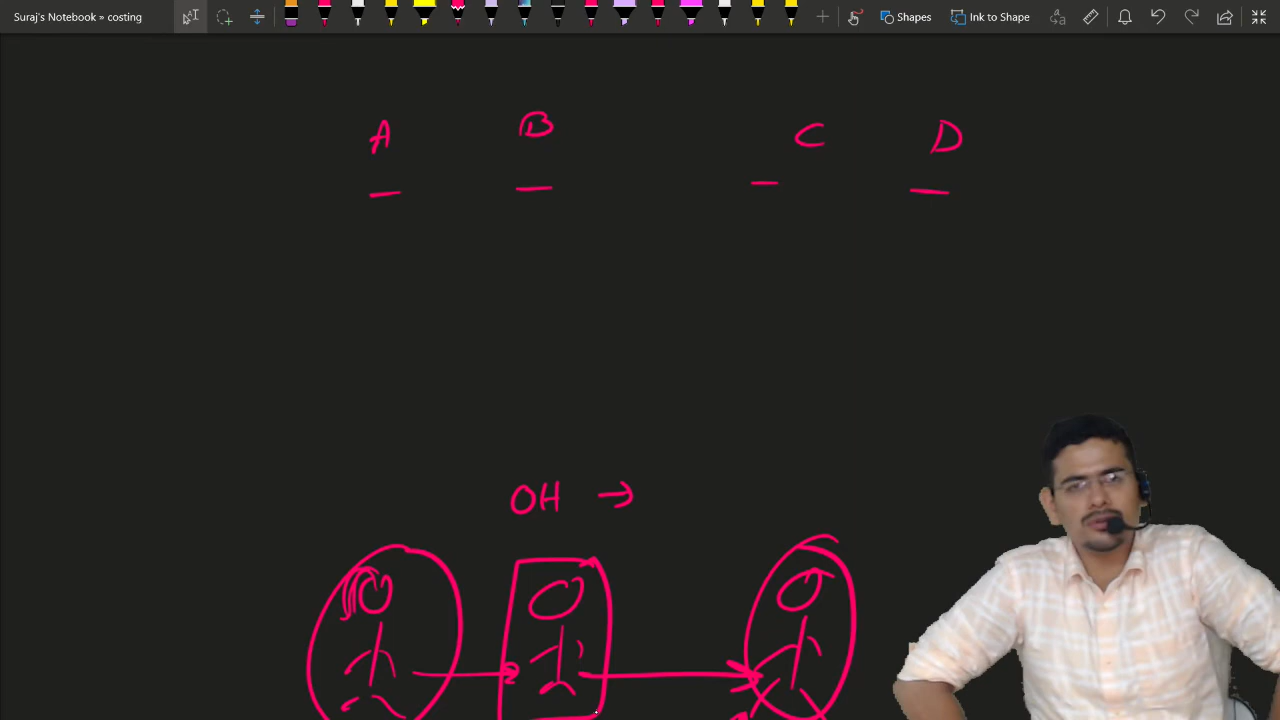 Suraj's Notebook » costing
Shapes
Ink to Shape
A B C D
OH →